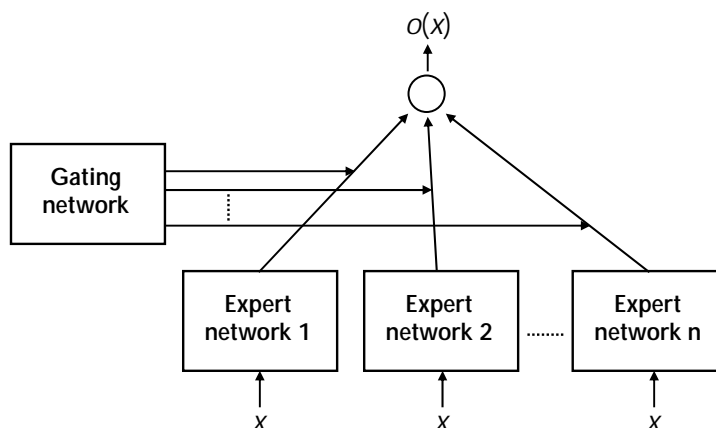 o(x)
Gating
network
Expert
network 1
Expert
network 2
........
Expert
network n
x
x
x